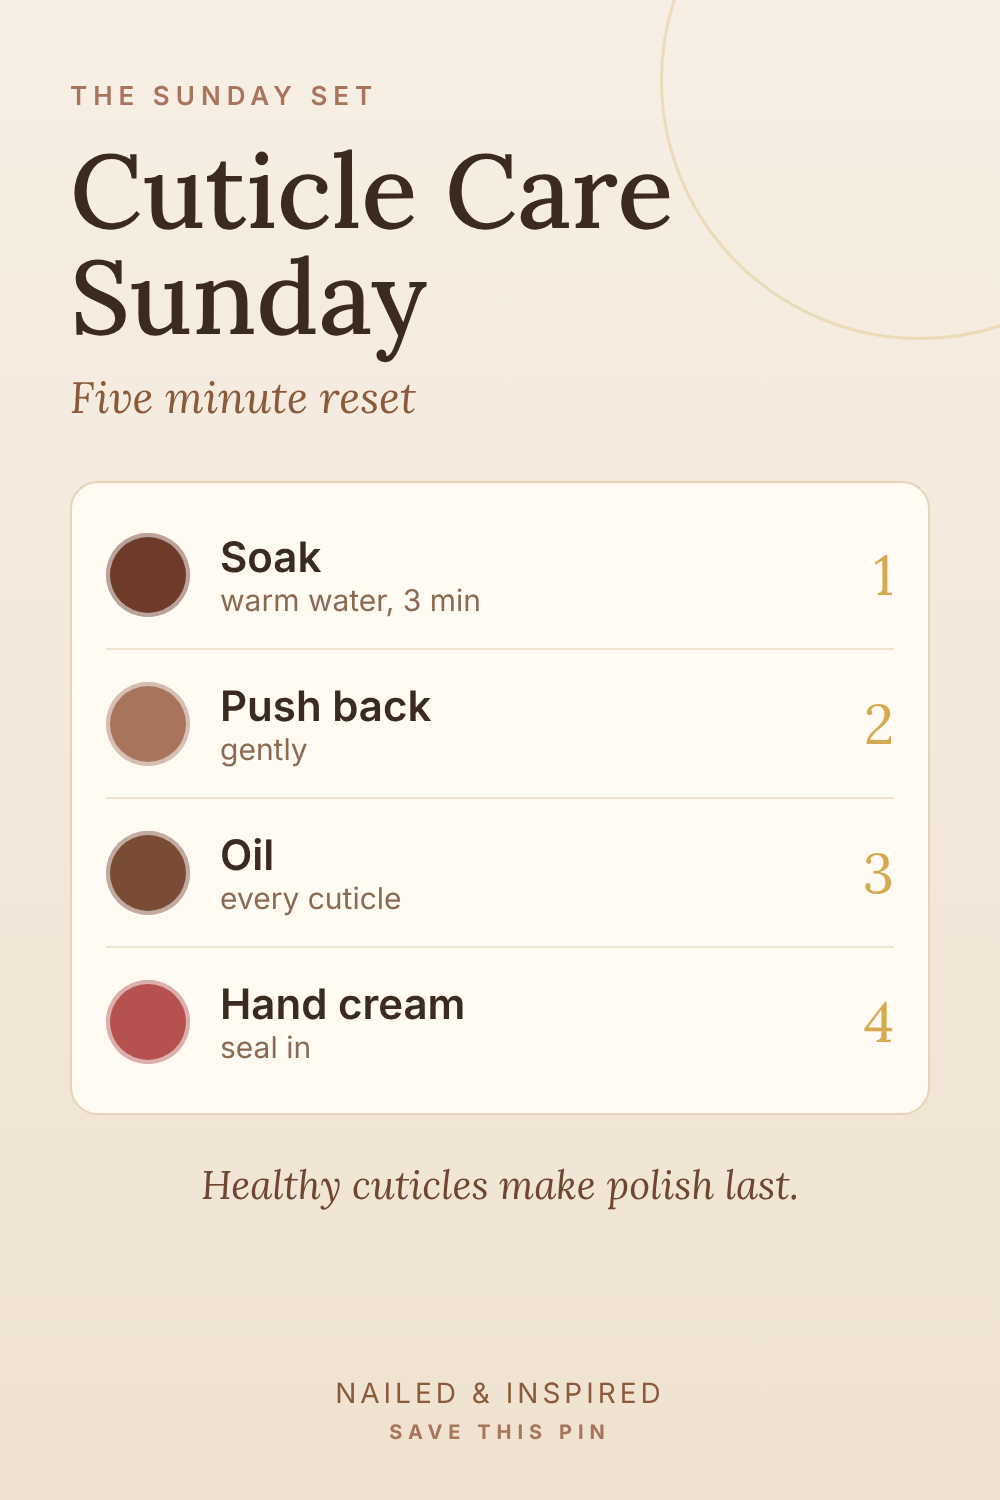 THE SUNDAY SET
Cuticle Care
Sunday
Five minute reset
Soak
warm water, 3 min
1
Push back
gently
2
Oil
every cuticle
3
Hand cream
seal in
4
Healthy cuticles make polish last.
NAILED & INSPIRED
SAVE THIS PIN